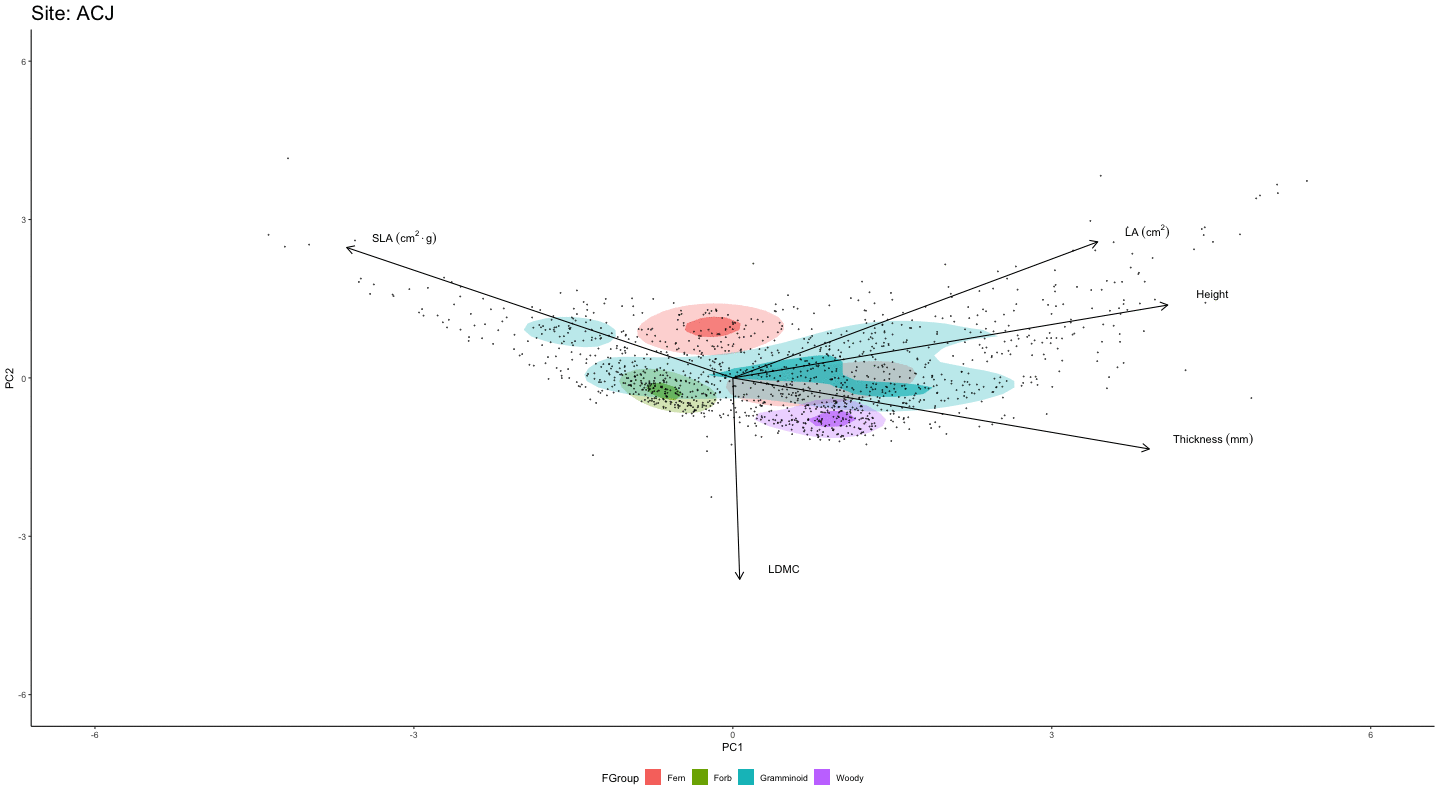 Site: ACJ
6
3
0
-3
-6
PC2
SLA (cm²·g)
LA (cm²)
Height
Thickness (mm)
LDMC
-6
-3
0
3
6
PC1
FGroup
Fern
Forb
Gramminoid
Woody